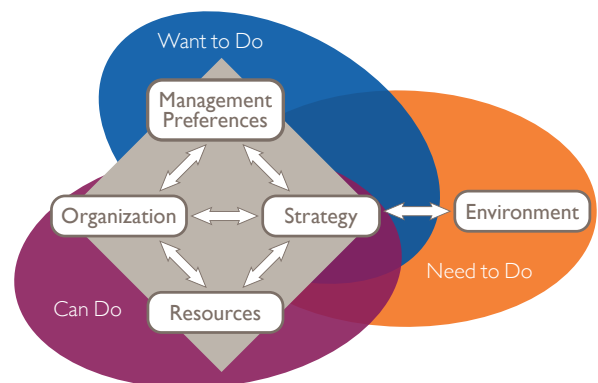 Want to Do
Management
Preferences
Organization
Strategy
Environment
Need to Do
Can Do
Resources